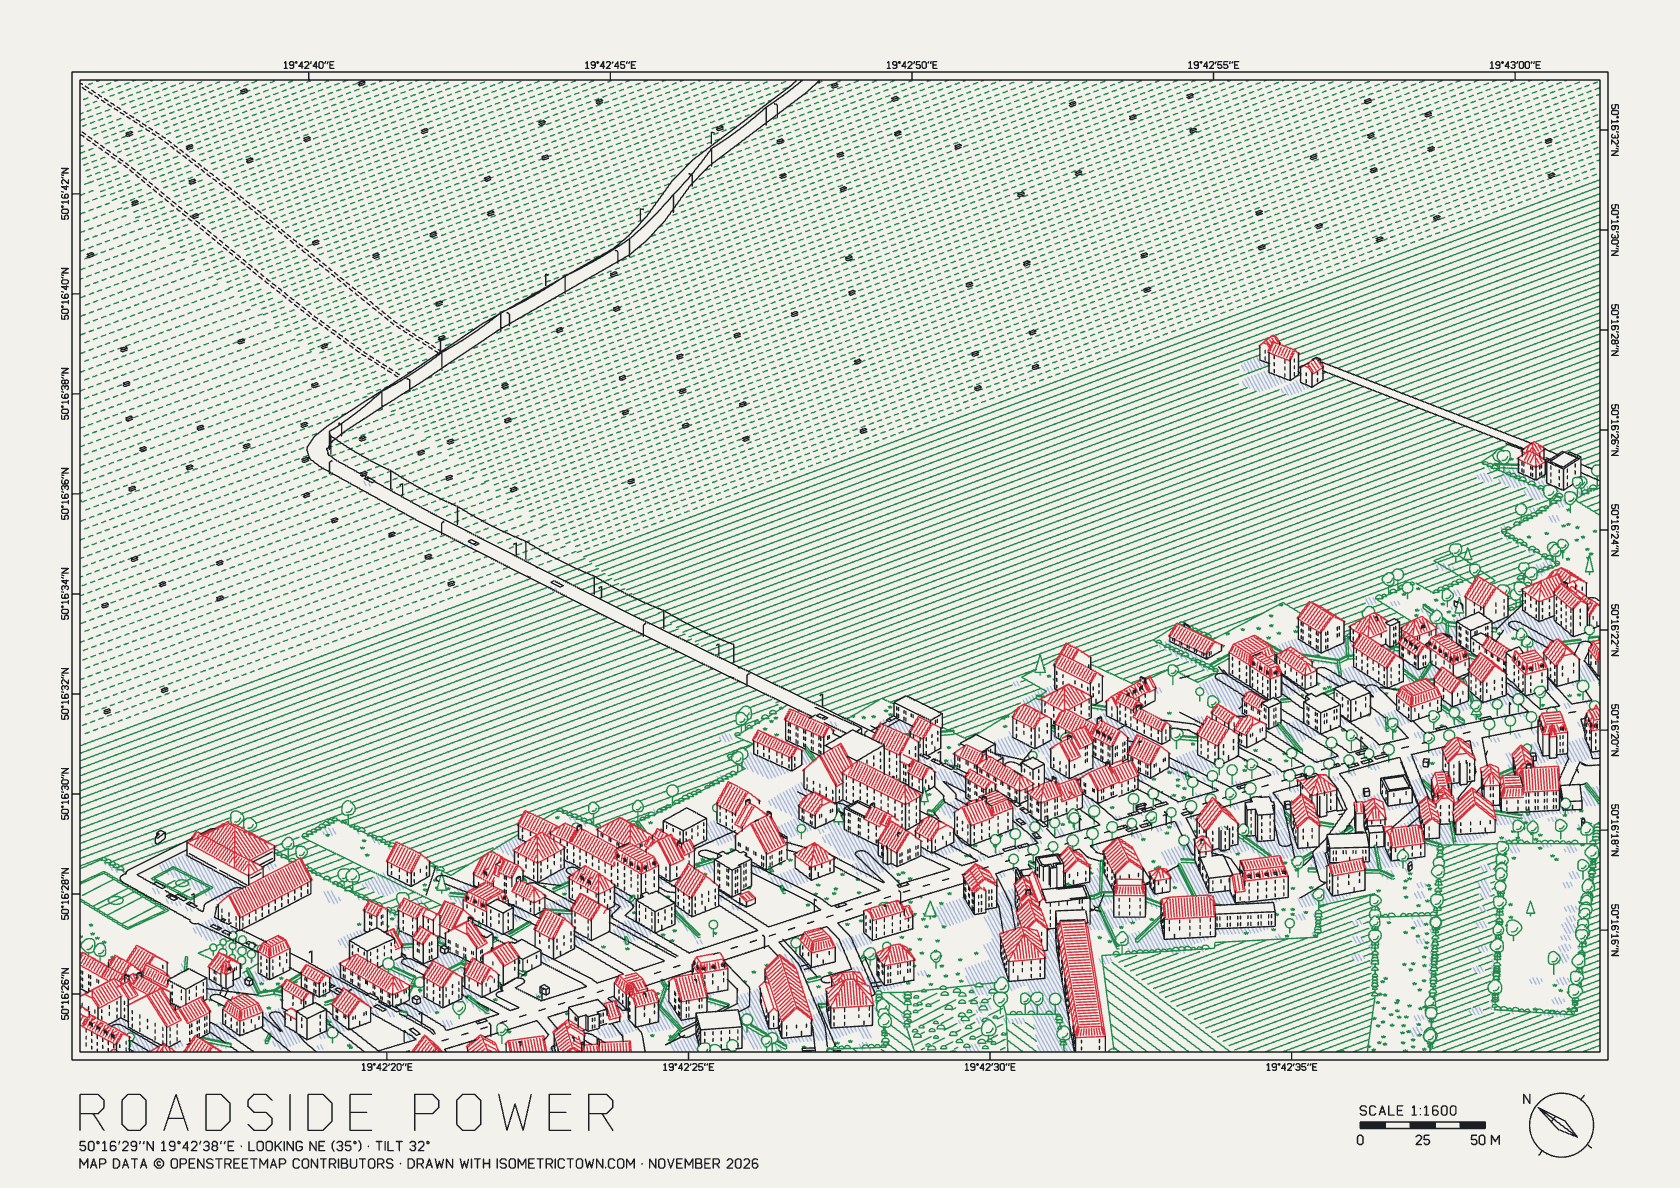 19°42'40"E 19°42'45"E 19°42'50"E 19°42'55"E 19°43'00"E
50°16'42"N
50°16'40"N
50°16'38"N
50°16'36"N
50°16'34"N
50°16'32"N
50°16'30"N
50°16'28"N
50°16'26"N
50°16'32"N
50°16'30"N
50°16'28"N
50°16'26"N
50°16'24"N
50°16'22"N
50°16'20"N
50°16'18"N
50°16'16"N
19°42'20"E 19°42'25"E 19°42'30"E 19°42'35"E
ROADSIDE POWER
50°16'29"N 19°42'38"E · LOOKING NE (35°) · TILT 32°
MAP DATA © OPENSTREETMAP CONTRIBUTORS · DRAWN WITH ISOMETRICTOWN.COM · NOVEMBER 2026
SCALE 1:1600
0 25 50 M
N